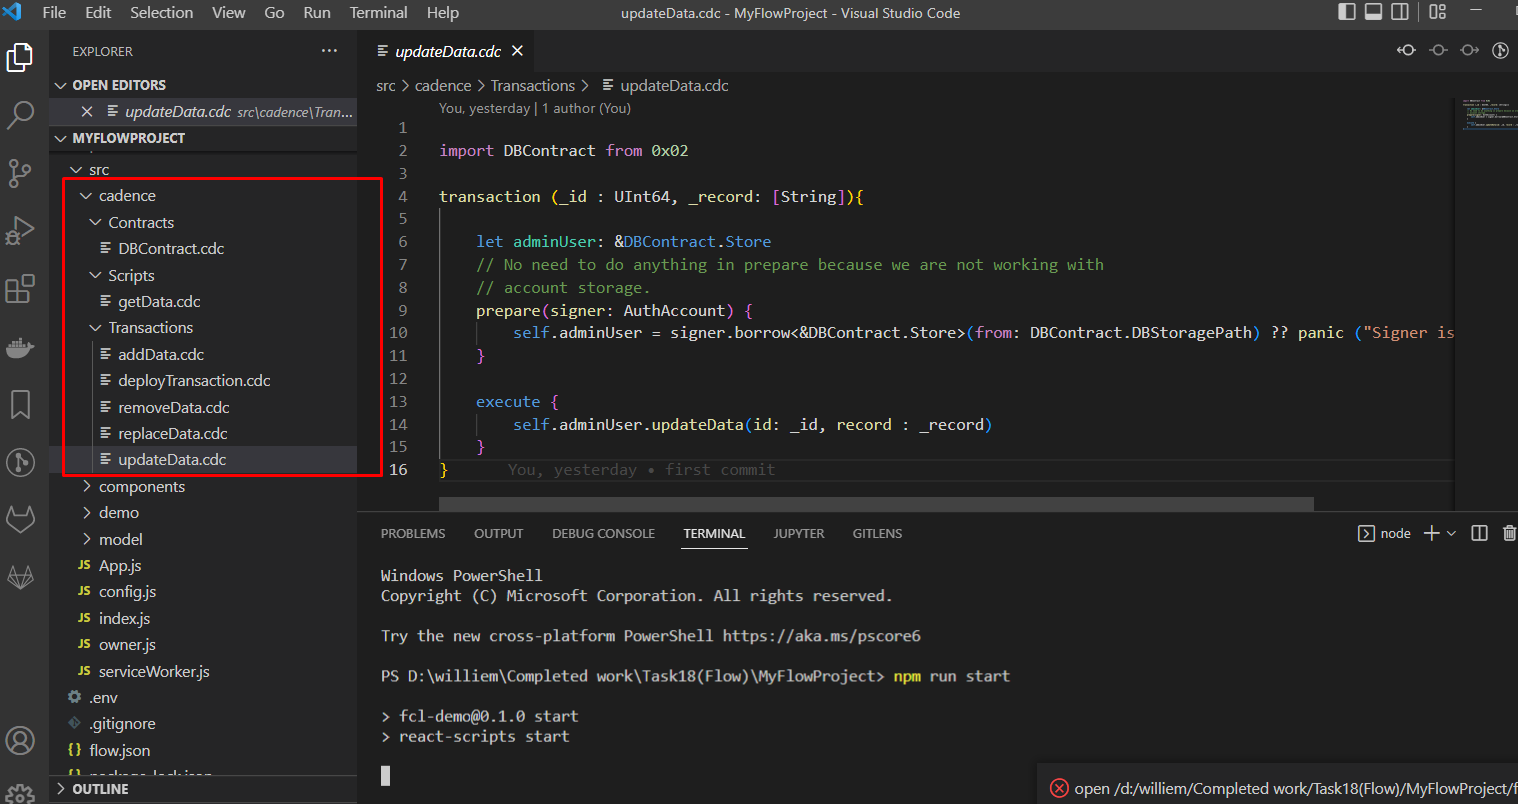 File Edit Selection View Go Run Terminal Help
updateData.cdc - MyFlowProject - Visual Studio Code
EXPLORER
OPEN EDITORS
updateData.cdc src\cadence\Tran...
MYFLOWPROJECT
src
cadence
Contracts
DBContract.cdc
Scripts
getData.cdc
Transactions
addData.cdc
deployTransaction.cdc
removeData.cdc
replaceData.cdc
updateData.cdc
components
demo
model
JS App.js
JS config.js
JS index.js
JS owner.js
JS serviceWorker.js
.env
.gitignore
{} flow.json
OUTLINE
updateData.cdc
src > cadence > Transactions > updateData.cdc
You, yesterday | 1 author (You)
1
2 import DBContract from 0x02
3
4 transaction (_id : UInt64, _record: [String]){
5
6 let adminUser: &DBContract.Store
7 // No need to do anything in prepare because we are not working with
8 // account storage.
9 prepare(signer: AuthAccount) {
10 self.adminUser = signer.borrow<&DBContract.Store>(from: DBContract.DBStoragePath) ?? panic ("Signer is
11 }
12
13 execute {
14 self.adminUser.updateData(id: _id, record : _record)
15 }
16 } You, yesterday • first commit
PROBLEMS OUTPUT DEBUG CONSOLE TERMINAL JUPYTER GITLENS
node
Windows PowerShell
Copyright (C) Microsoft Corporation. All rights reserved.
Try the new cross-platform PowerShell https://aka.ms/pscore6
PS D:\williem\Completed work\Task18(Flow)\MyFlowProject> npm run start
> fcl-demo@0.1.0 start
> react-scripts start
open /d:/williem/Completed work/Task18(Flow)/MyFlowProject/f